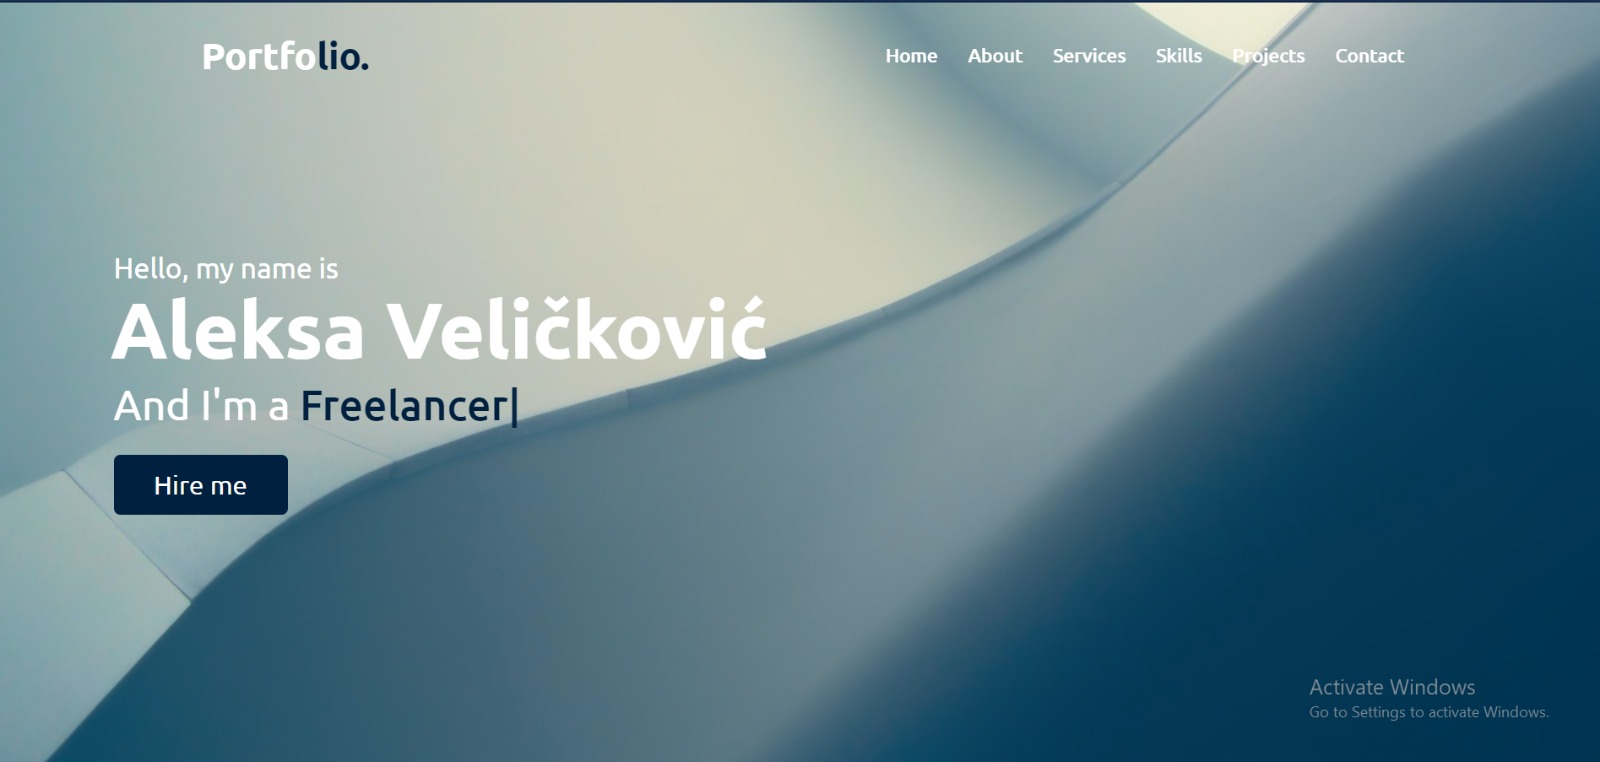 Portfolio.
Home About Services Skills Projects Contact
Hello, my name is
Aleksa Veličković
And I'm a Freelancer|
Hire me
Activate Windows
Go to Settings to activate Windows.